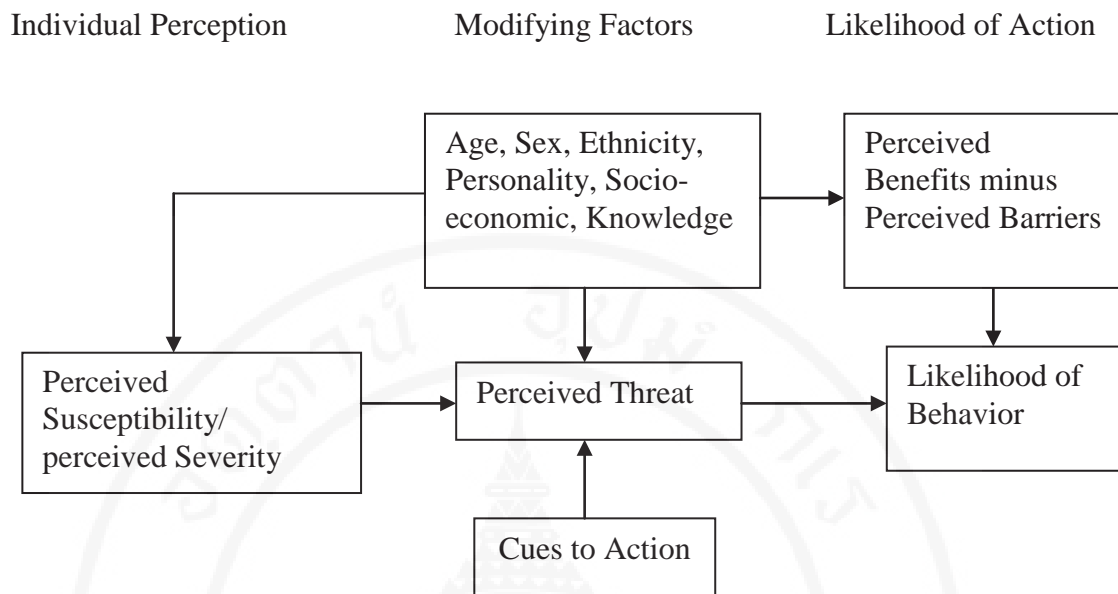 Individual Perception
Modifying Factors
Likelihood of Action
Age, Sex, Ethnicity,
Personality, Socio-
economic, Knowledge
Perceived
Benefits minus
Perceived Barriers
Perceived
Susceptibility/
perceived Severity
Perceived Threat
Likelihood of
Behavior
Cues to Action